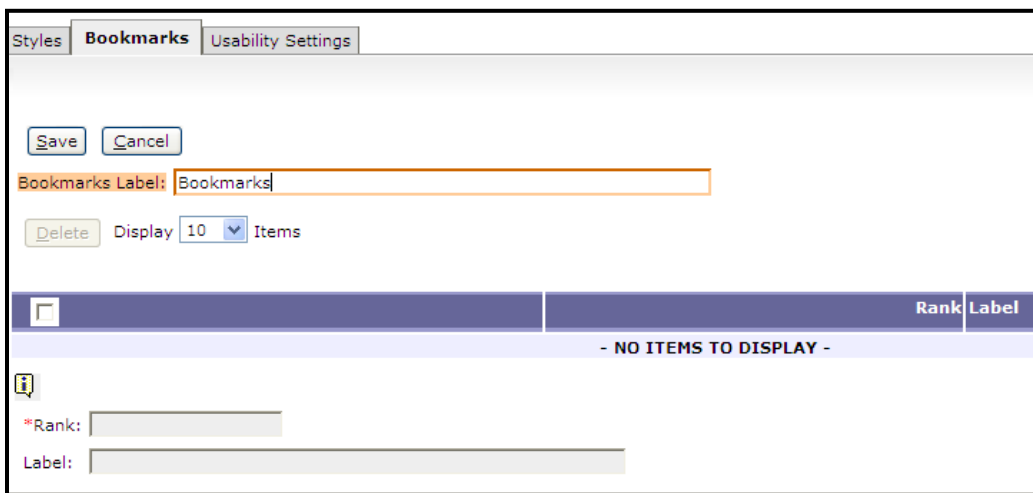 Styles Bookmarks Usability Settings
Save Cancel
Bookmarks Label: Bookmarks
Delete Display 10 Items
Rank Label
- NO ITEMS TO DISPLAY -
*Rank:
Label: